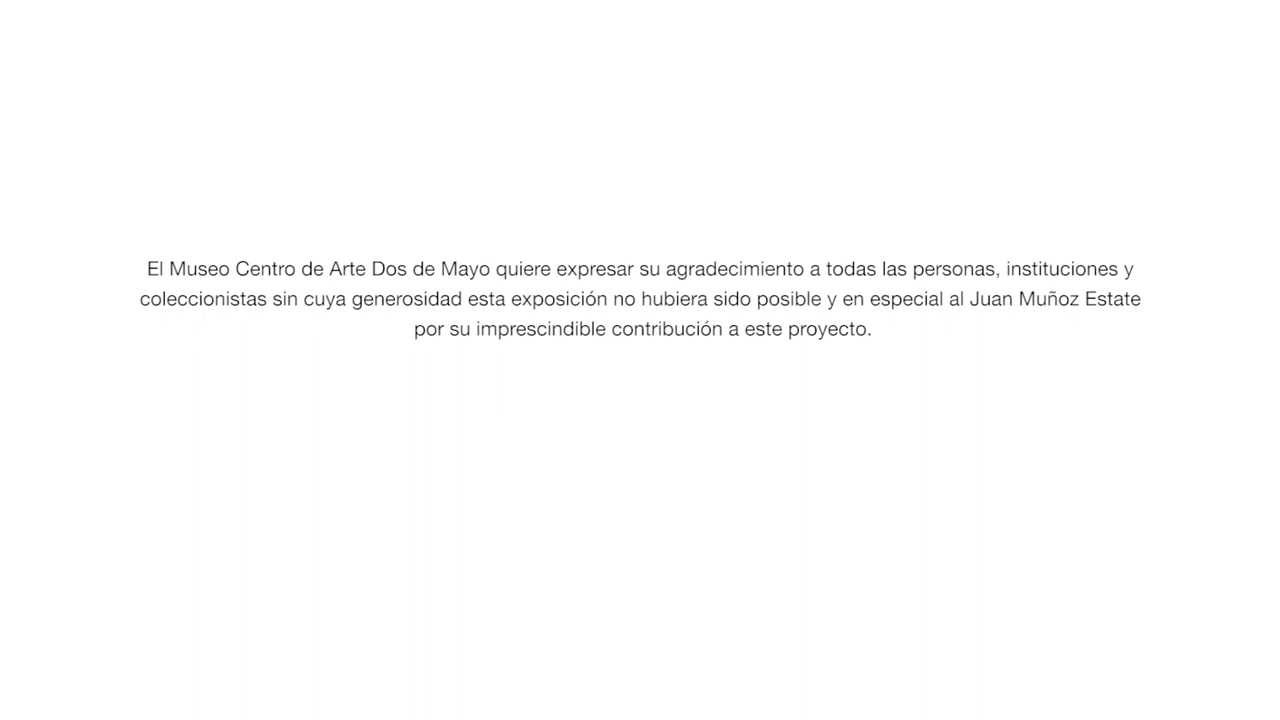 El Museo Centro de Arte Dos de Mayo quiere expresar su agradecimiento a todas las personas, instituciones y
coleccionistas sin cuya generosidad esta exposición no hubiera sido posible y en especial al Juan Muñoz Estate
por su imprescindible contribución a este proyecto.